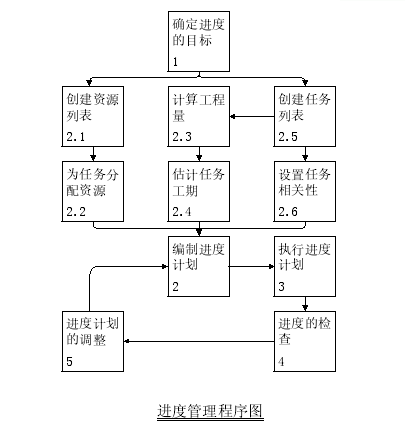 确定进度
的目标
1
创建资源
列表
2.1
计算工程
量
2.3
创建任务
列表
2.5
为任务分
配资源
2.2
估计任务
工期
2.4
设置任务
相关性
2.6
编制进度
计划
2
执行进度
计划
3
进度计划
的调整
5
进度的检
查
4
进度管理程序图